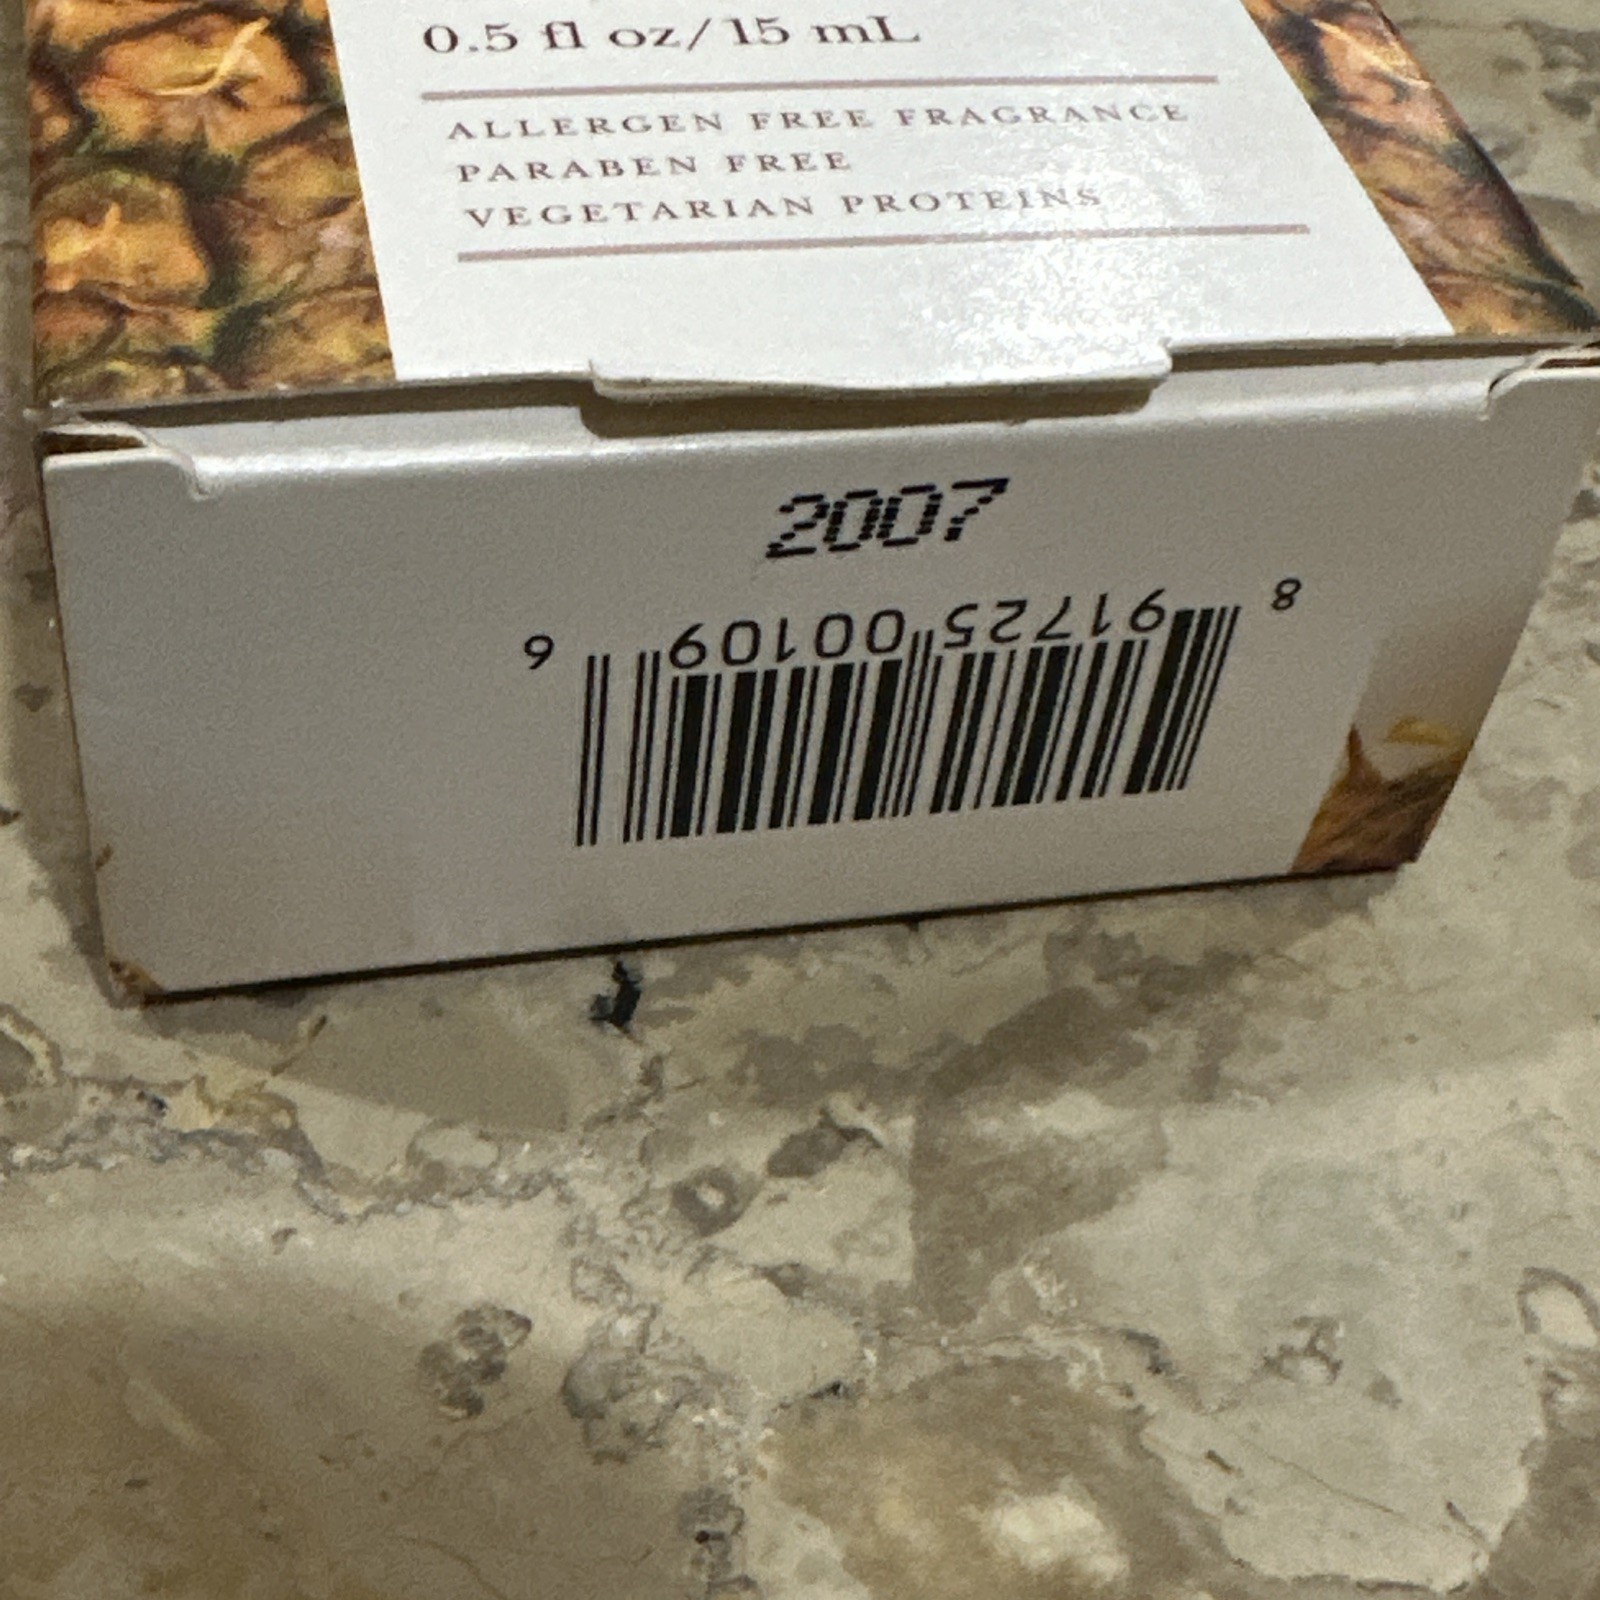 0.5 fl oz/15 mL
ALLERGEN FREE FRAGRANCE
PARABEN FREE
VEGETARIAN PROTEINS
2007
8 91725 00109 6